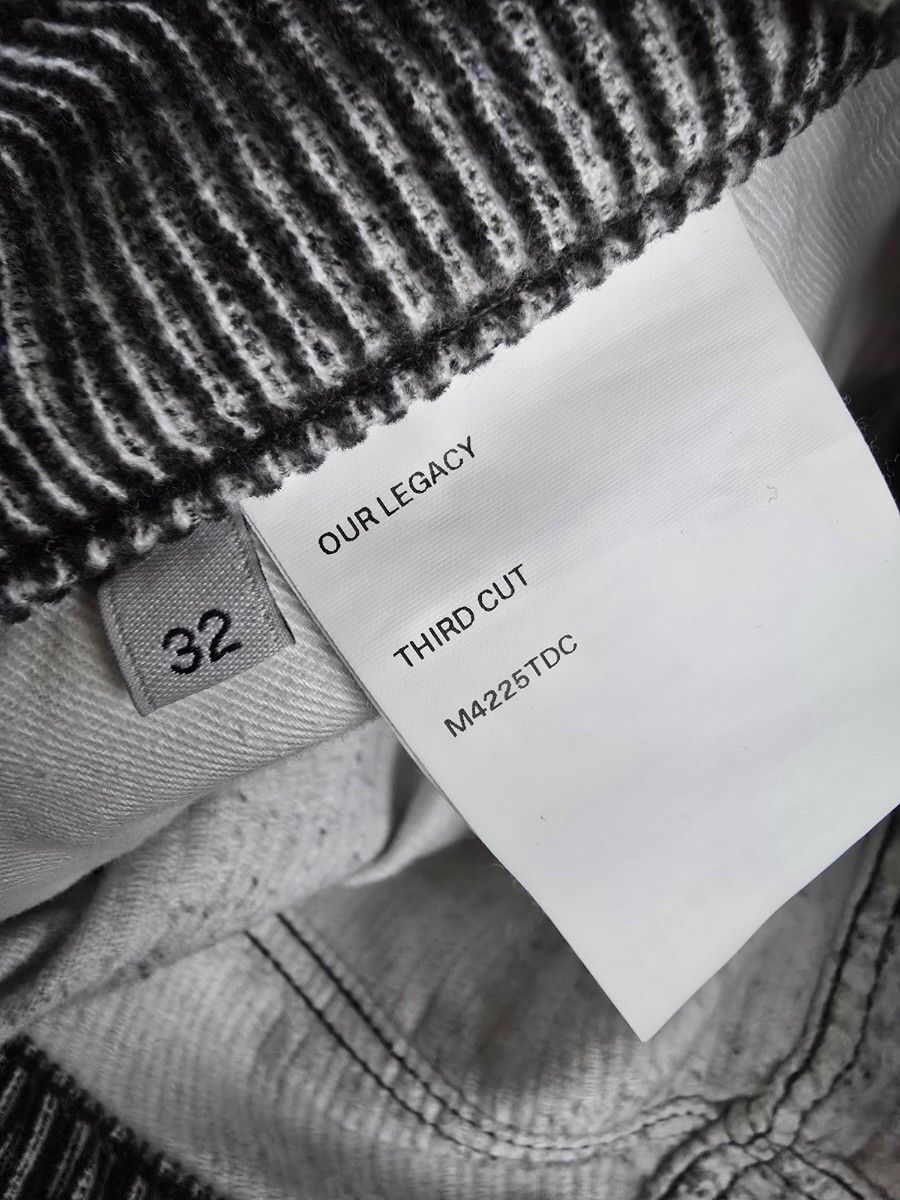 OUR LEGACY
THIRD CUT
M4225TDC
32